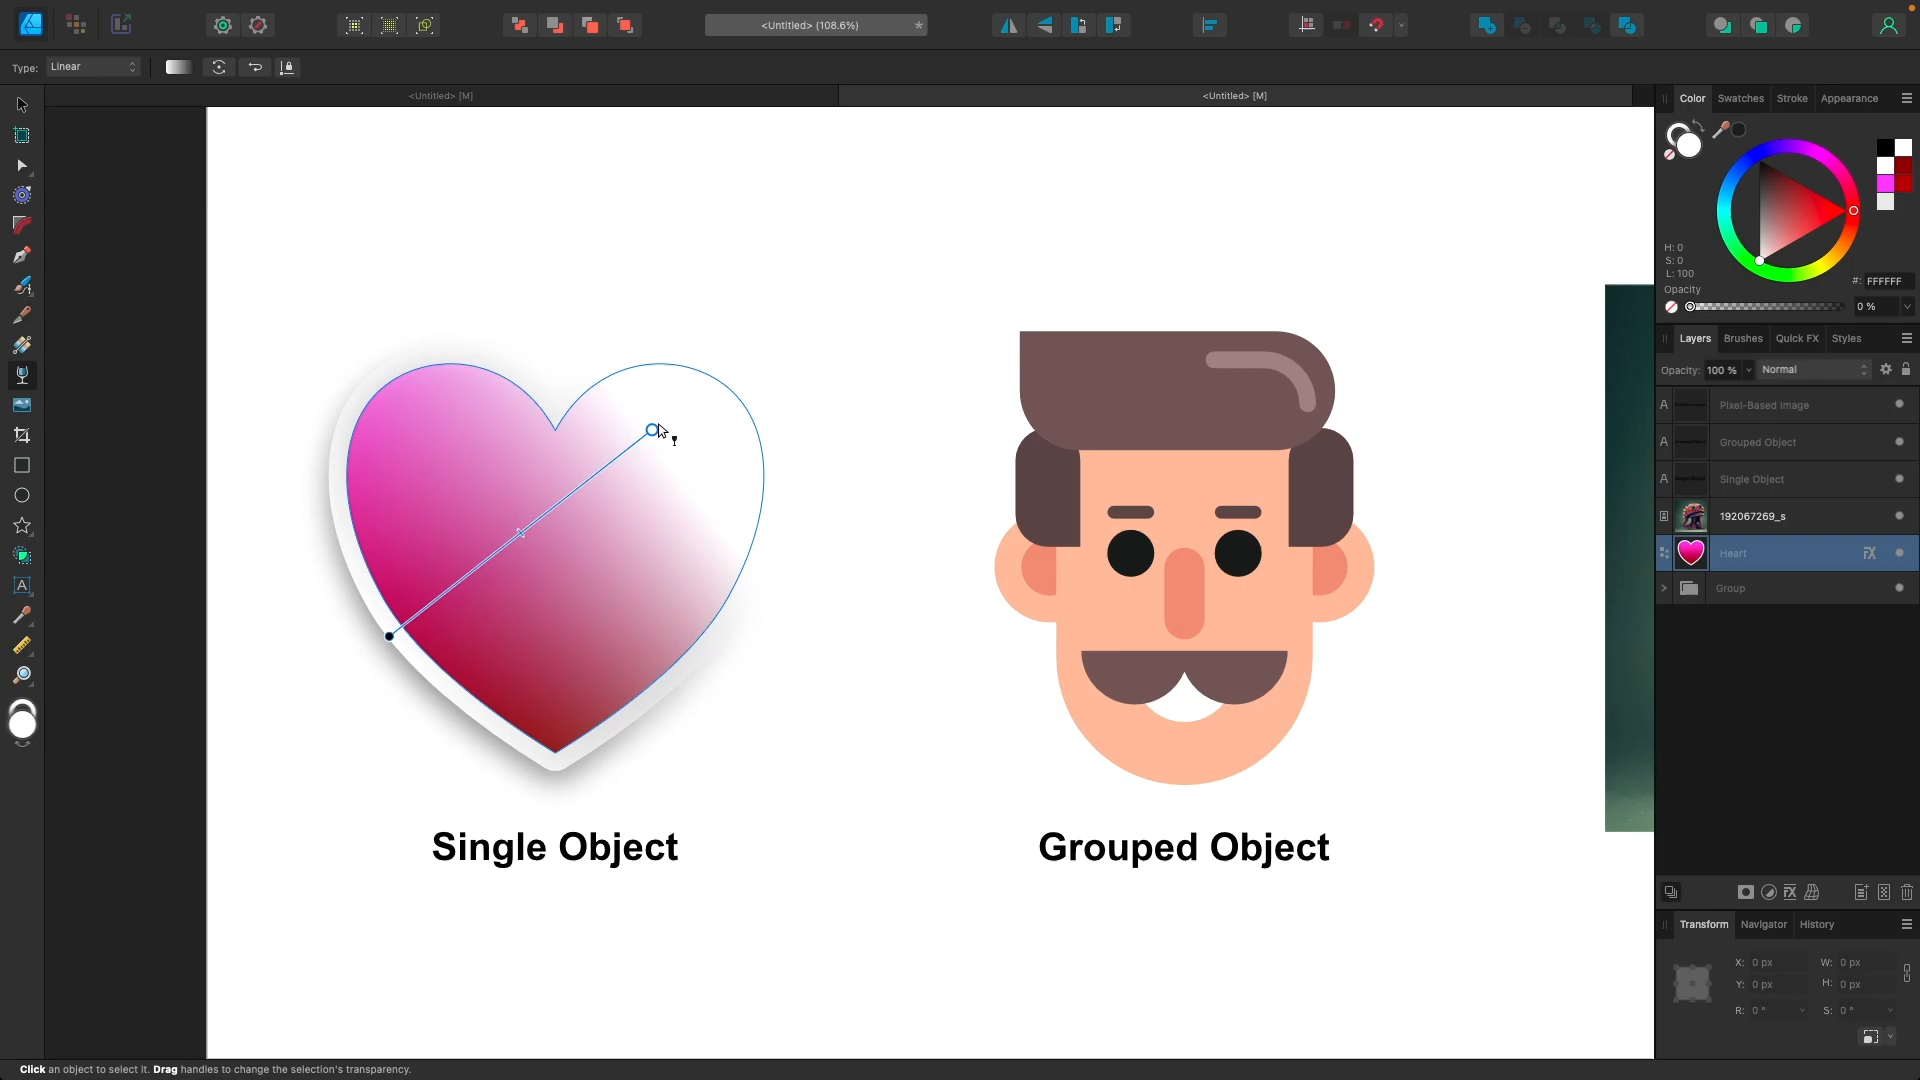 <Untitled> (108.6%)
*
Type:
Linear
<Untitled> [M]
<Untitled> [M]
Color
Swatches
Stroke
Appearance
H: 0
S: 0
L: 100
#:
FFFFFF
Opacity
0 %
Layers
Brushes
Quick FX
Styles
Opacity:
100 %
Normal
A
Pixel-Based Image
A
Grouped Object
A
Single Object
192067269_s
Heart
FX
Group
Single Object
Grouped Object
Transform
Navigator
History
X: 0 px
W: 0 px
Y: 0 px
H: 0 px
R: 0 °
S: 0 °
Click an object to select it. Drag handles to change the selection's transparency.